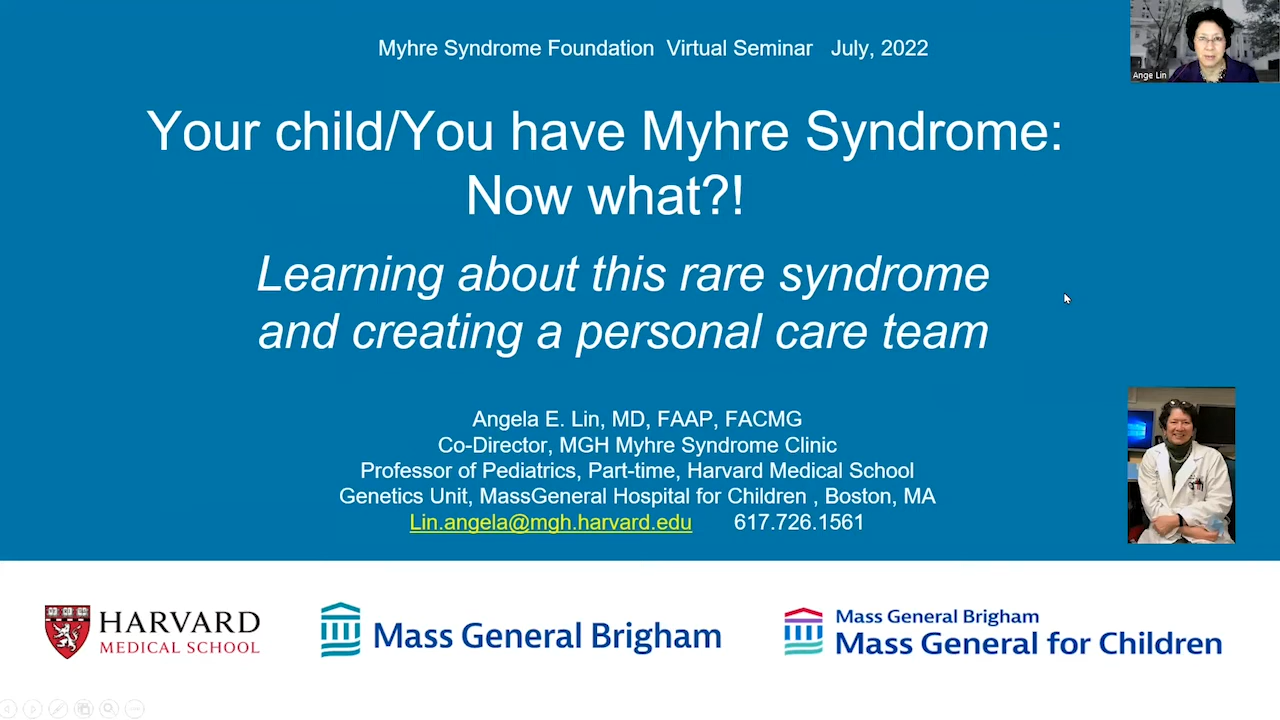 Myhre Syndrome Foundation Virtual Seminar July, 2022
Ange Lin
Your child/You have Myhre Syndrome:
Now what?!
Learning about this rare syndrome
and creating a personal care team
Angela E. Lin, MD, FAAP, FACMG
Co-Director, MGH Myhre Syndrome Clinic
Professor of Pediatrics, Part-time, Harvard Medical School
Genetics Unit, MassGeneral Hospital for Children , Boston, MA
Lin.angela@mgh.harvard.edu 617.726.1561
HARVARD
MEDICAL SCHOOL
Mass General Brigham
Mass General Brigham
Mass General for Children